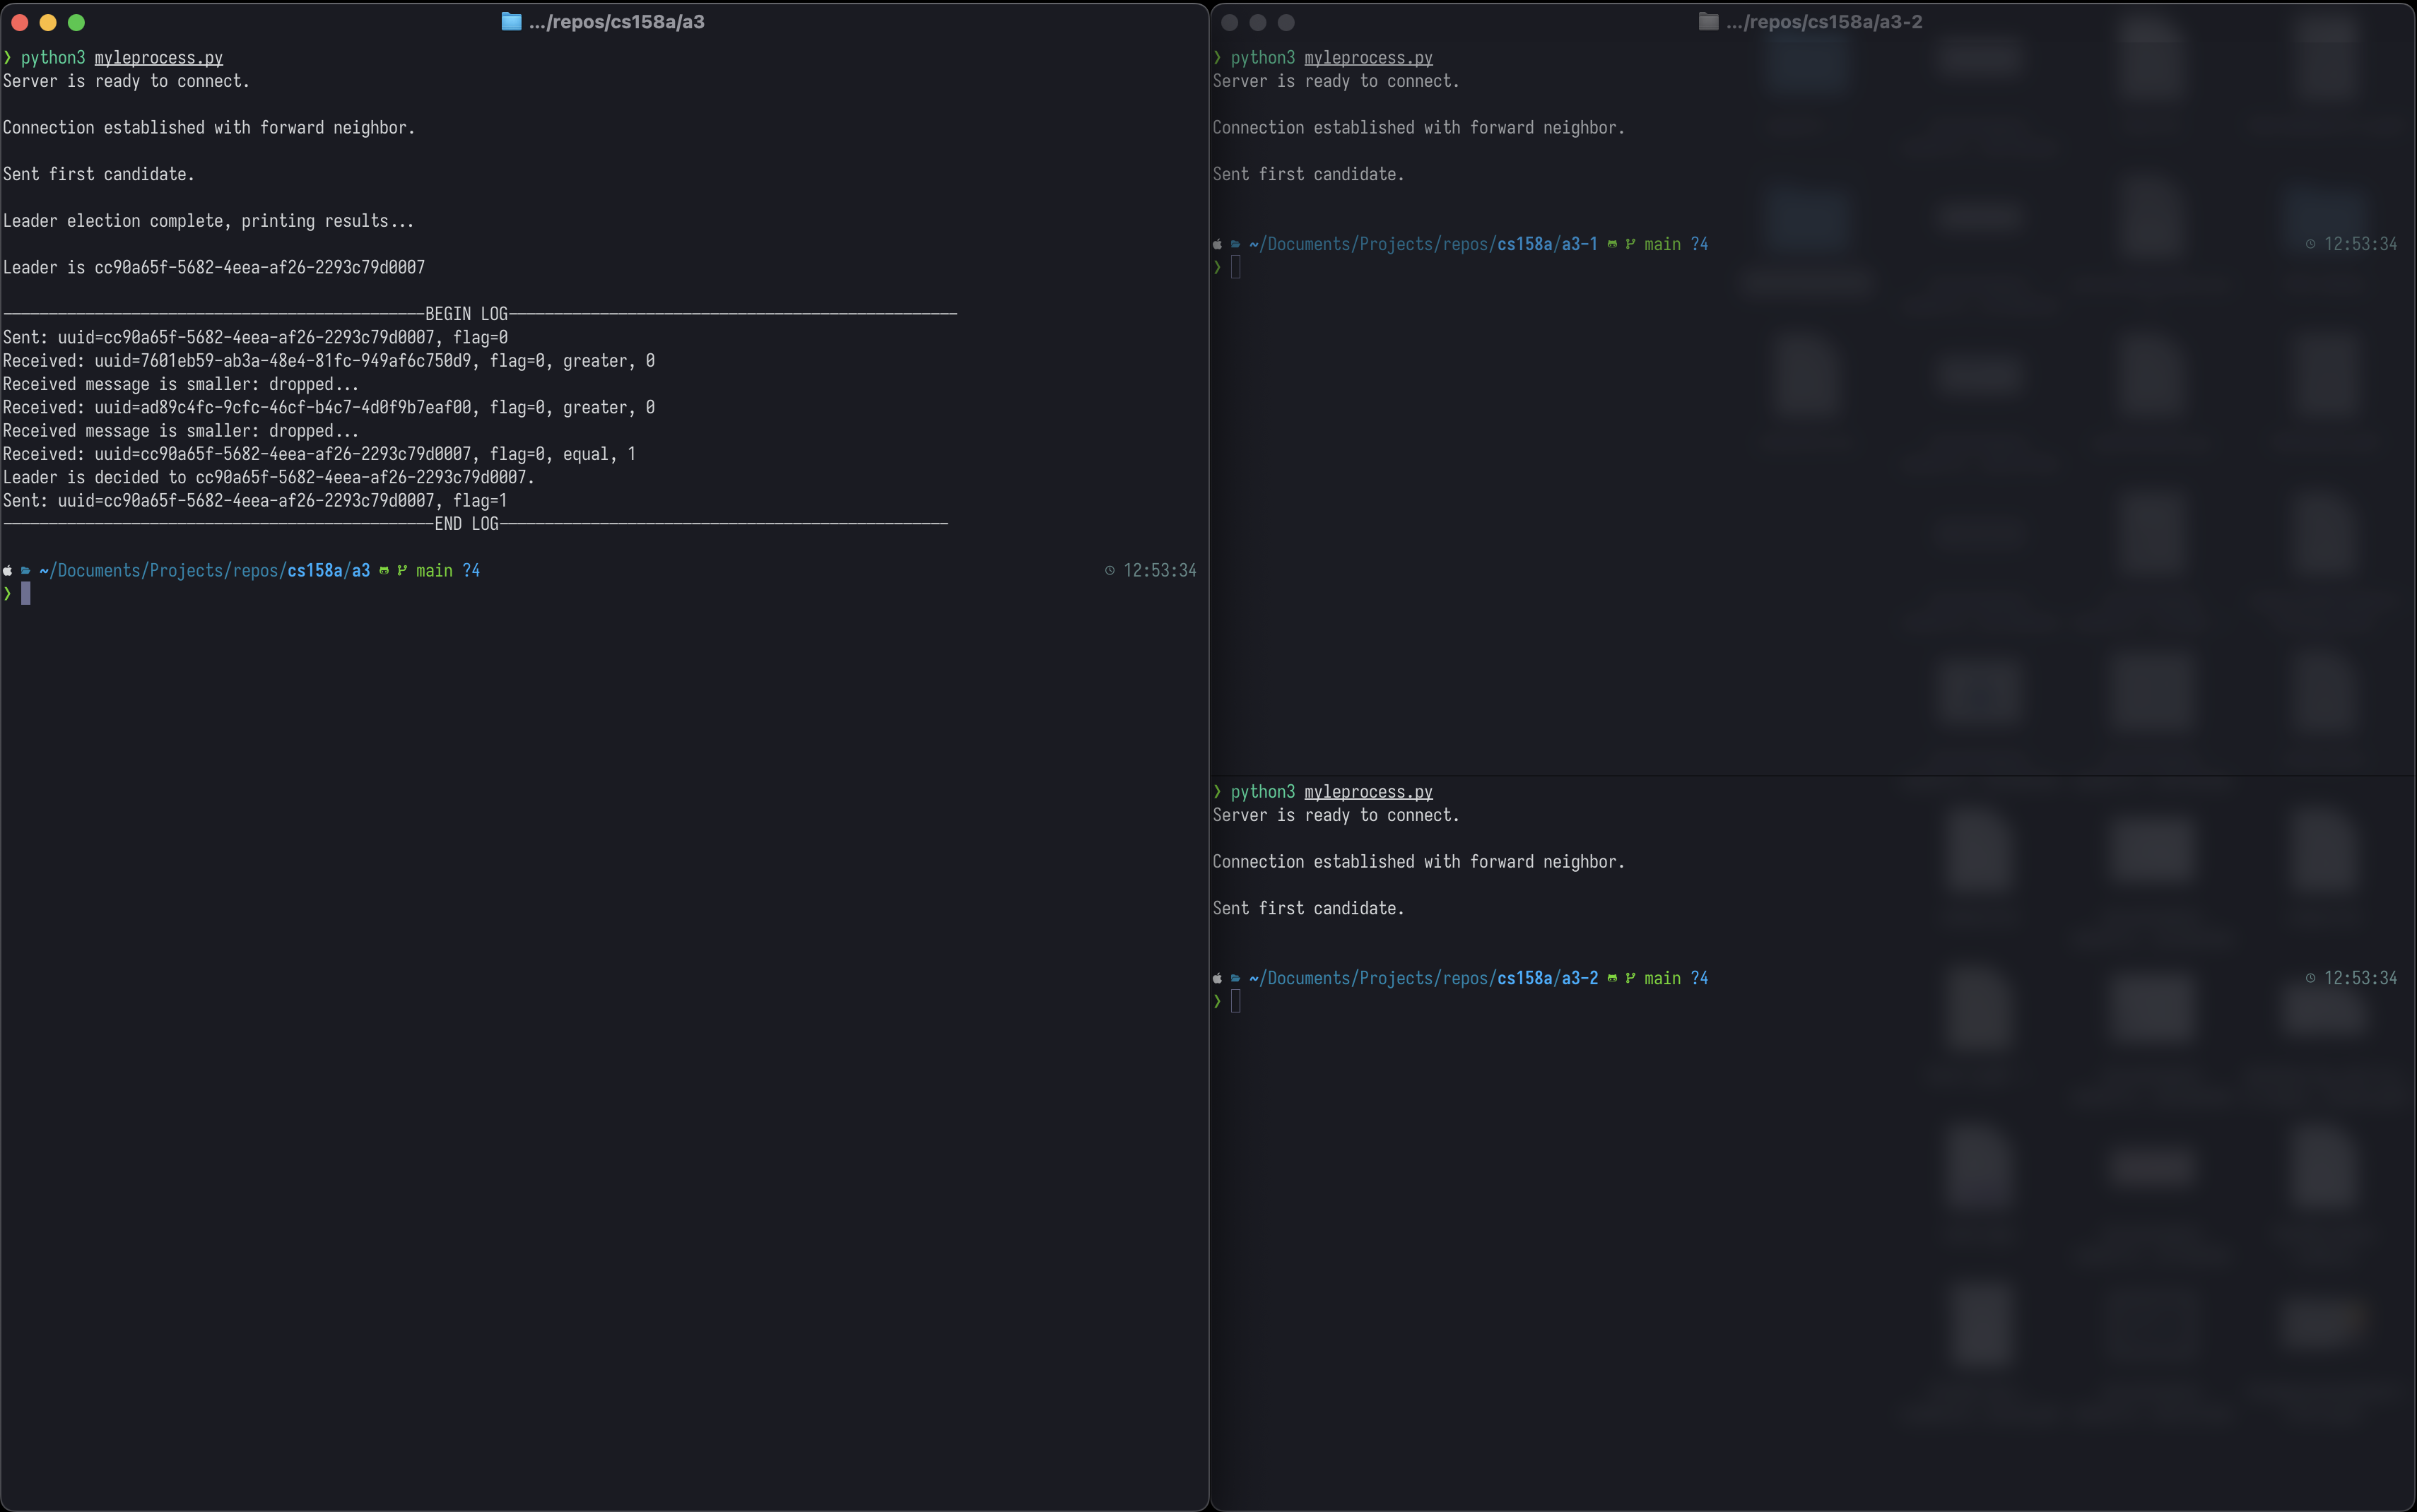 .../repos/cs158a/a3
❯ python3 myleprocess.py
Server is ready to connect.
Connection established with forward neighbor.
Sent first candidate.
Leader election complete, printing results...
Leader is cc90a65f-5682-4eea-af26-2293c79d0007
——————————————BEGIN LOG——————————————
Sent: uuid=cc90a65f-5682-4eea-af26-2293c79d0007, flag=0
Received: uuid=7601eb59-ab3a-48e4-81fc-949af6c750d9, flag=0, greater, 0
Received message is smaller: dropped...
Received: uuid=ad89c4fc-9cfc-46cf-b4c7-4d0f9b7eaf00, flag=0, greater, 0
Received message is smaller: dropped...
Received: uuid=cc90a65f-5682-4eea-af26-2293c79d0007, flag=0, equal, 1
Leader is decided to cc90a65f-5682-4eea-af26-2293c79d0007.
Sent: uuid=cc90a65f-5682-4eea-af26-2293c79d0007, flag=1
——————————————END LOG——————————————
~/Documents/Projects/repos/cs158a/a3 main ?4 12:53:34
❯
.../repos/cs158a/a3-2
❯ python3 myleprocess.py
Server is ready to connect.
Connection established with forward neighbor.
Sent first candidate.
~/Documents/Projects/repos/cs158a/a3-1 main ?4 12:53:34
❯
❯ python3 myleprocess.py
Server is ready to connect.
Connection established with forward neighbor.
Sent first candidate.
~/Documents/Projects/repos/cs158a/a3-2 main ?4 12:53:34
❯